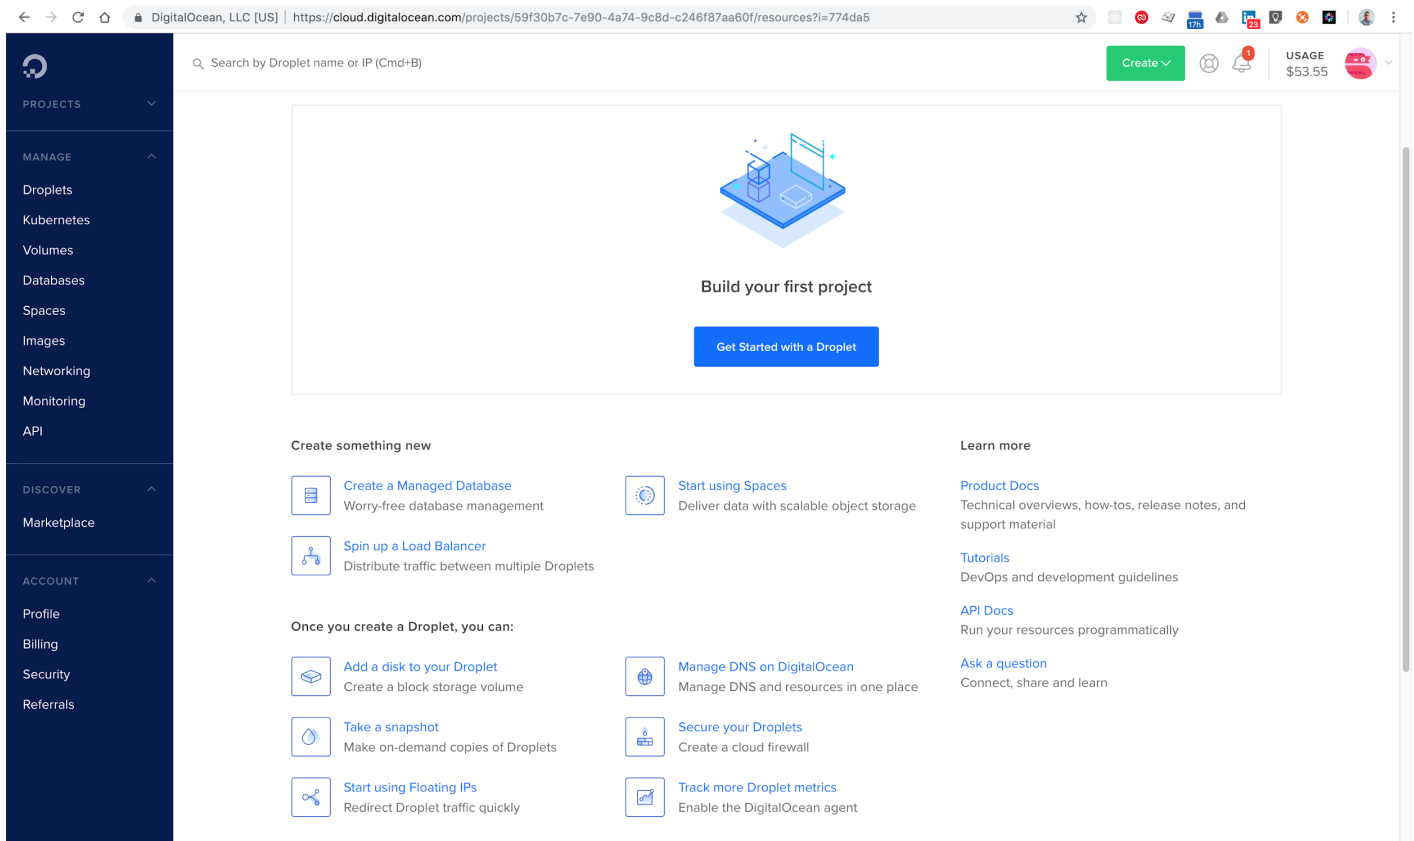 DigitalOcean, LLC [US] | https://cloud.digitalocean.com/projects/59f30b7c-7e90-4a74-9c8d-c246f87aa60f/resources?i=774da5
17h
23
Search by Droplet name or IP (Cmd+B)
Create
1
USAGE
$53.55
PROJECTS
MANAGE
Droplets
Kubernetes
Volumes
Databases
Spaces
Images
Networking
Monitoring
API
DISCOVER
Marketplace
ACCOUNT
Profile
Billing
Security
Referrals
Build your first project
Get Started with a Droplet
Create something new
Create a Managed Database
Worry-free database management
Start using Spaces
Deliver data with scalable object storage
Spin up a Load Balancer
Distribute traffic between multiple Droplets
Once you create a Droplet, you can:
Add a disk to your Droplet
Create a block storage volume
Manage DNS on DigitalOcean
Manage DNS and resources in one place
Take a snapshot
Make on-demand copies of Droplets
Secure your Droplets
Create a cloud firewall
Start using Floating IPs
Redirect Droplet traffic quickly
Track more Droplet metrics
Enable the DigitalOcean agent
Learn more
Product Docs
Technical overviews, how-tos, release notes, and
support material
Tutorials
DevOps and development guidelines
API Docs
Run your resources programmatically
Ask a question
Connect, share and learn